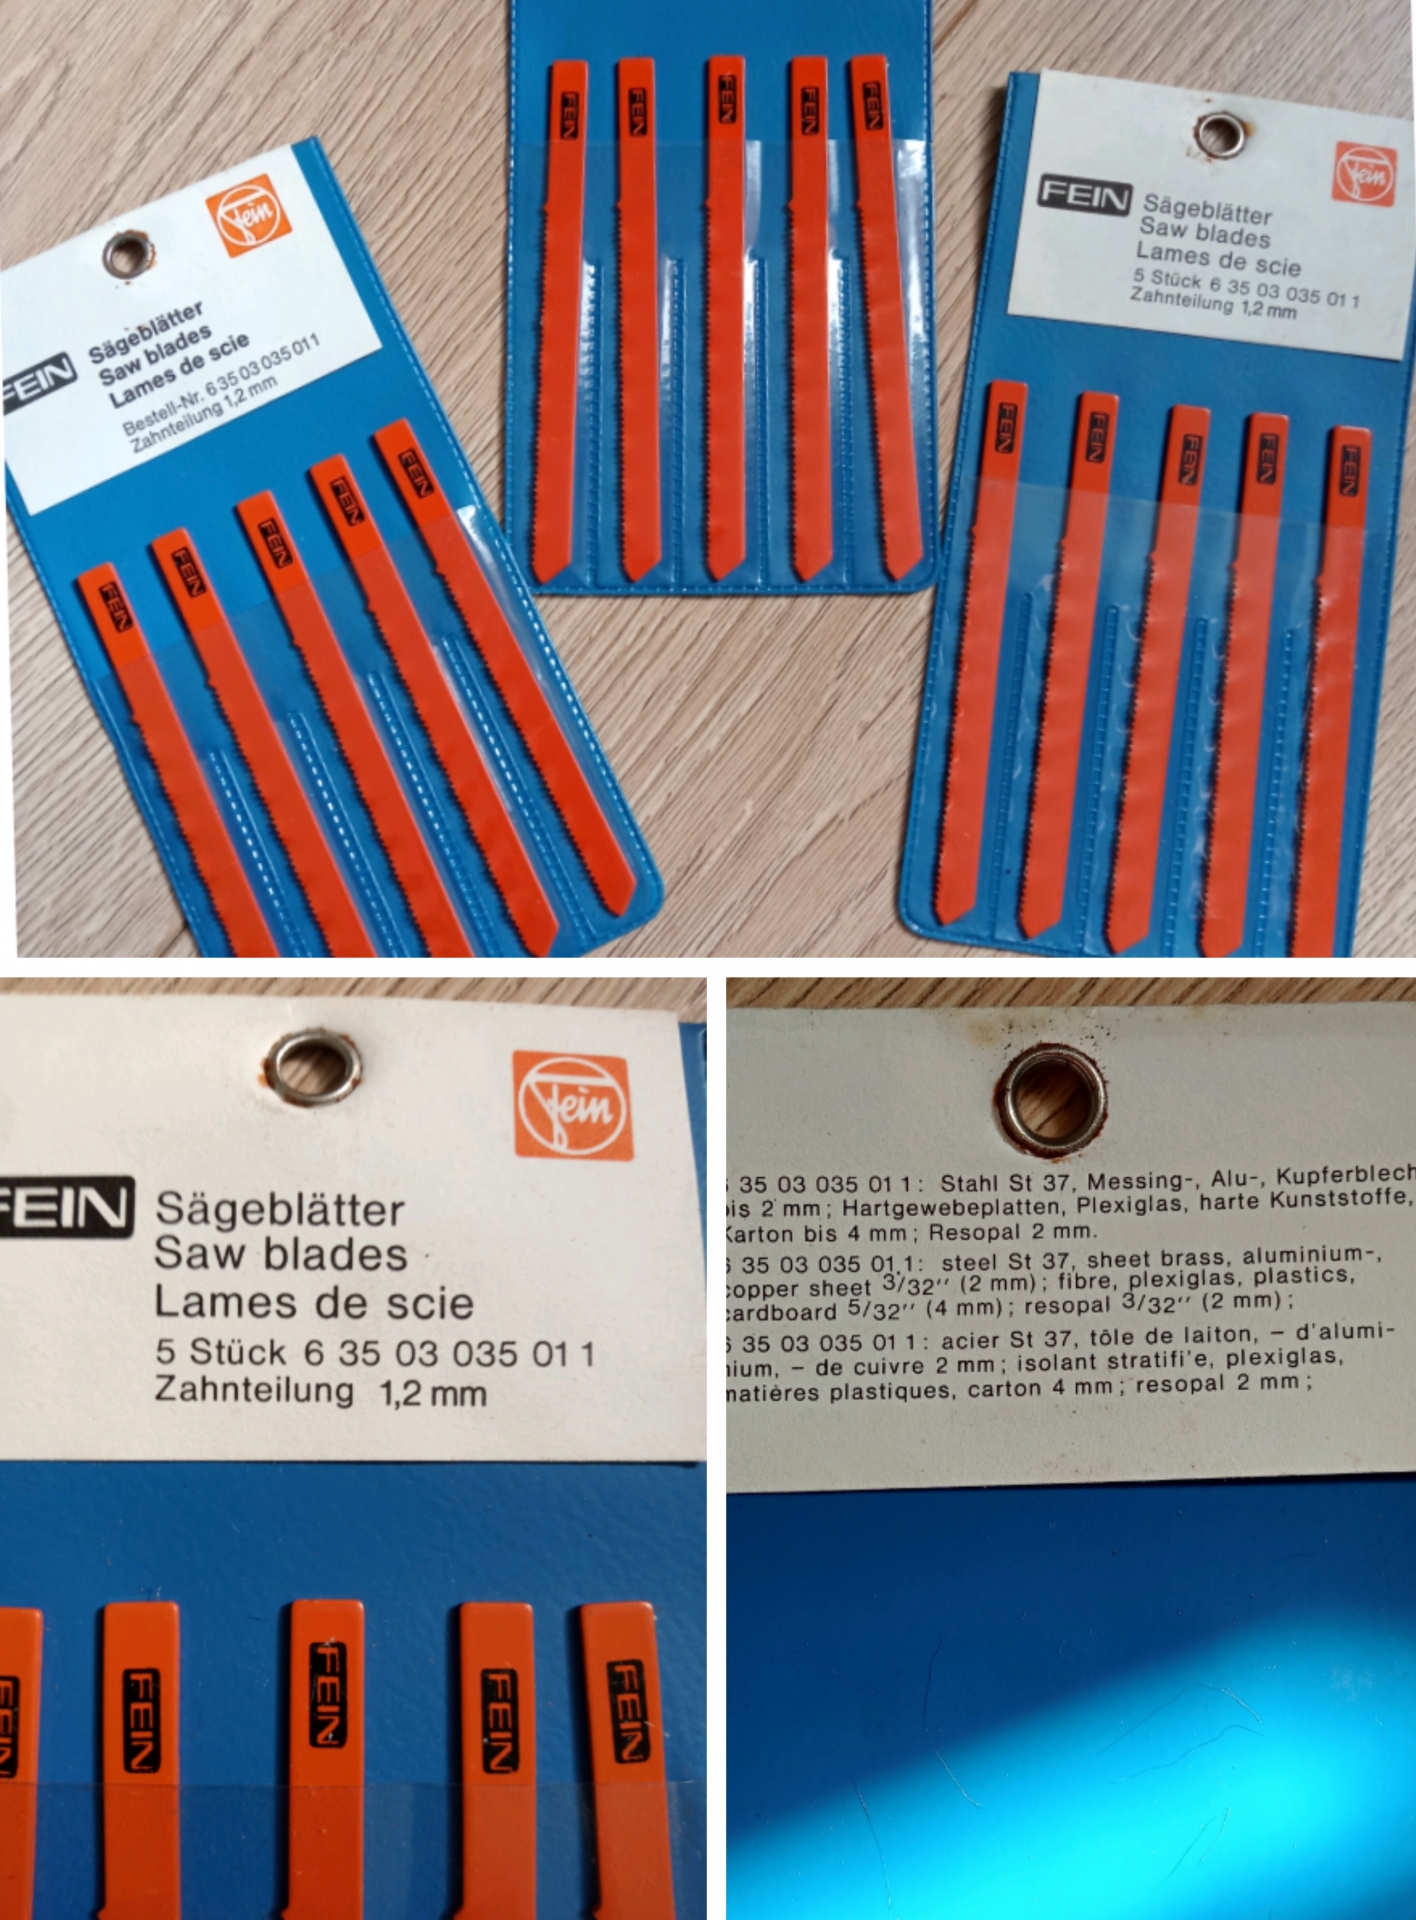 fein
FEIN
Sägeblätter
Saw blades
Lames de scie
Bestell-Nr. 6 35 03 035 01 1
Zahnteilung 1,2 mm
FEIN
FEIN
FEIN
FEIN
FEIN
FEIN
FEIN
FEIN
FEIN
FEIN
fein
FEIN
Sägeblätter
Saw blades
Lames de scie
5 Stück 6 35 03 035 01 1
Zahnteilung 1,2 mm
FEIN
FEIN
FEIN
FEIN
FEIN
fein
FEIN
Sägeblätter
Saw blades
Lames de scie
5 Stück 6 35 03 035 01 1
Zahnteilung 1,2 mm
FEIN
FEIN
FEIN
FEIN
FEIN
35 03 035 01 1: Stahl St 37, Messing-, Alu-, Kupferblech
bis 2 mm; Hartgewebeplatten, Plexiglas, harte Kunststoffe,
Karton bis 4 mm; Resopal 2 mm.
35 03 035 01.1: steel St 37, sheet brass, aluminium-,
copper sheet 3/32'' (2 mm); fibre, plexiglas, plastics,
cardboard 5/32'' (4 mm); resopal 3/32'' (2 mm);
35 03 035 01 1: acier St 37, tôle de laiton, – d'alumi-
nium, – de cuivre 2 mm; isolant stratifi'e, plexiglas,
matières plastiques, carton 4 mm; resopal 2 mm;